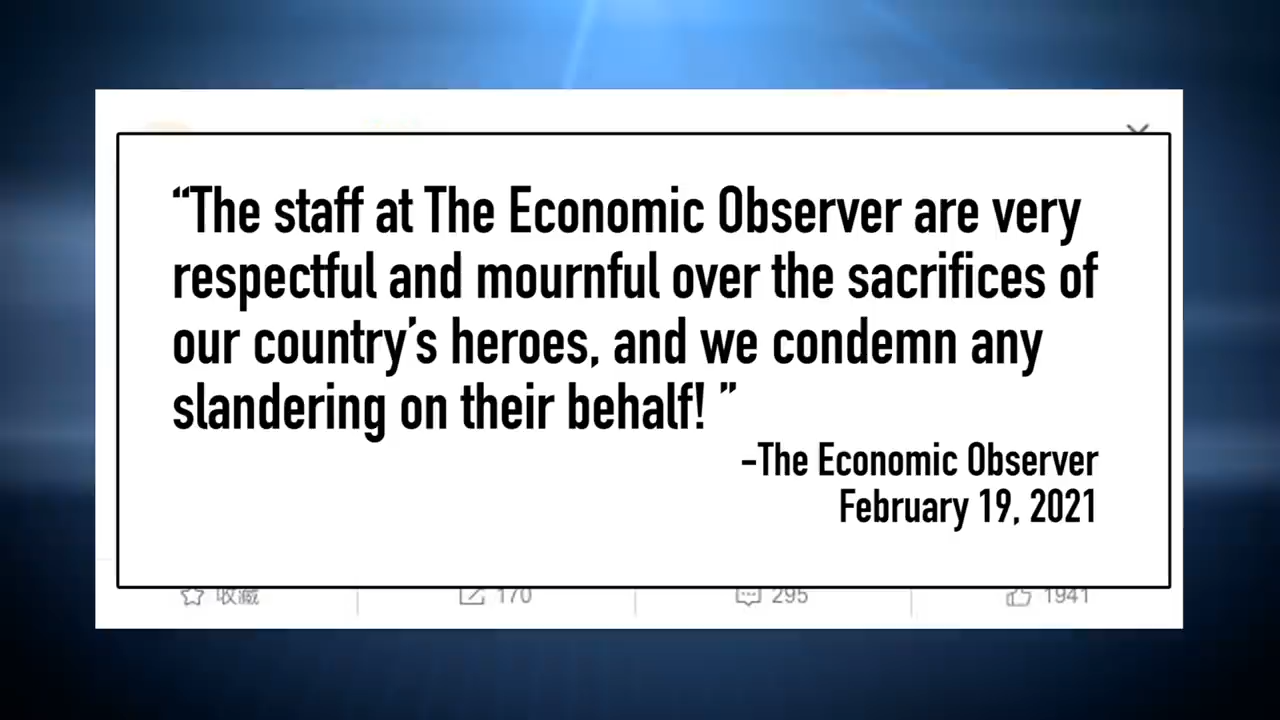 “The staff at The Economic Observer are very
respectful and mournful over the sacrifices of
our country’s heroes, and we condemn any
slandering on their behalf! ”
-The Economic Observer
February 19, 2021
收藏 170 295 1941